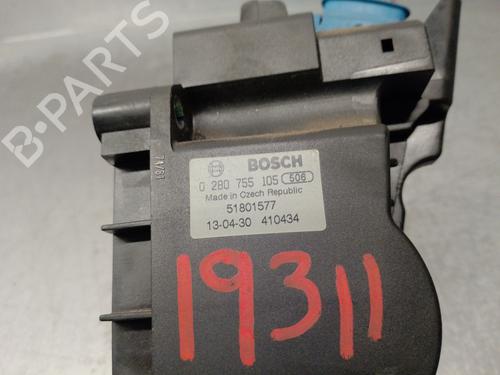 B-PARTS
BOSCH
0 280 755 105 506
Made in Czech Republic
51801577
13-04-30 410434
19311